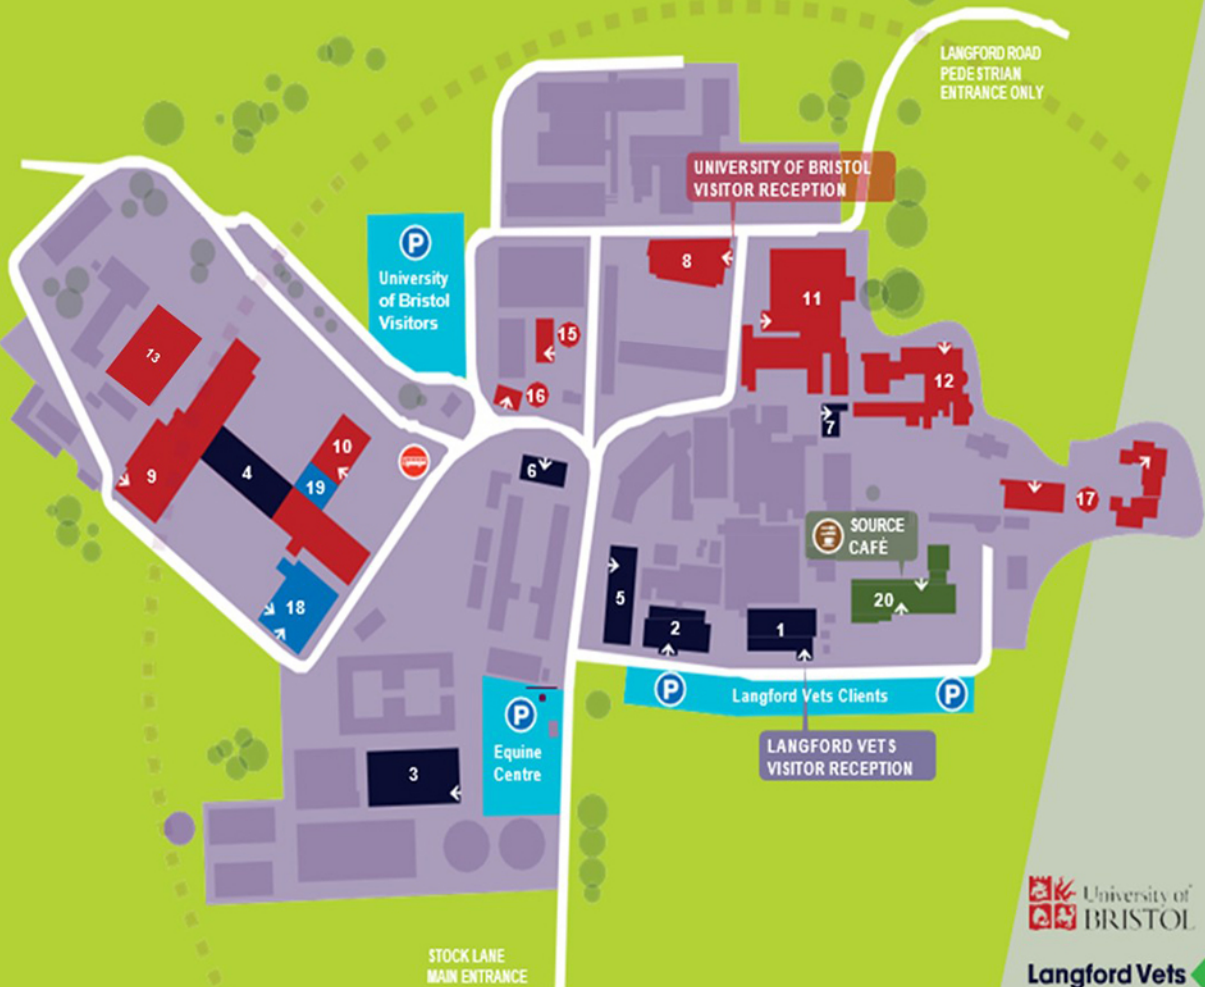 LANGFORD ROAD
PEDESTRIAN
ENTRANCE ONLY
UNIVERSITY OF BRISTOL
VISITOR RECEPTION
P
University
of Bristol
Visitors
8
11
15
13
16
12
7
10
6
9
4
19
17
SOURCE
CAFÈ
5
18
20
2
1
P
Langford Vets Clients
P
P
Equine
Centre
LANGFORD VETS
VISITOR RECEPTION
3
University of
BRISTOL
STOCK LANE
MAIN ENTRANCE
Langford Vets